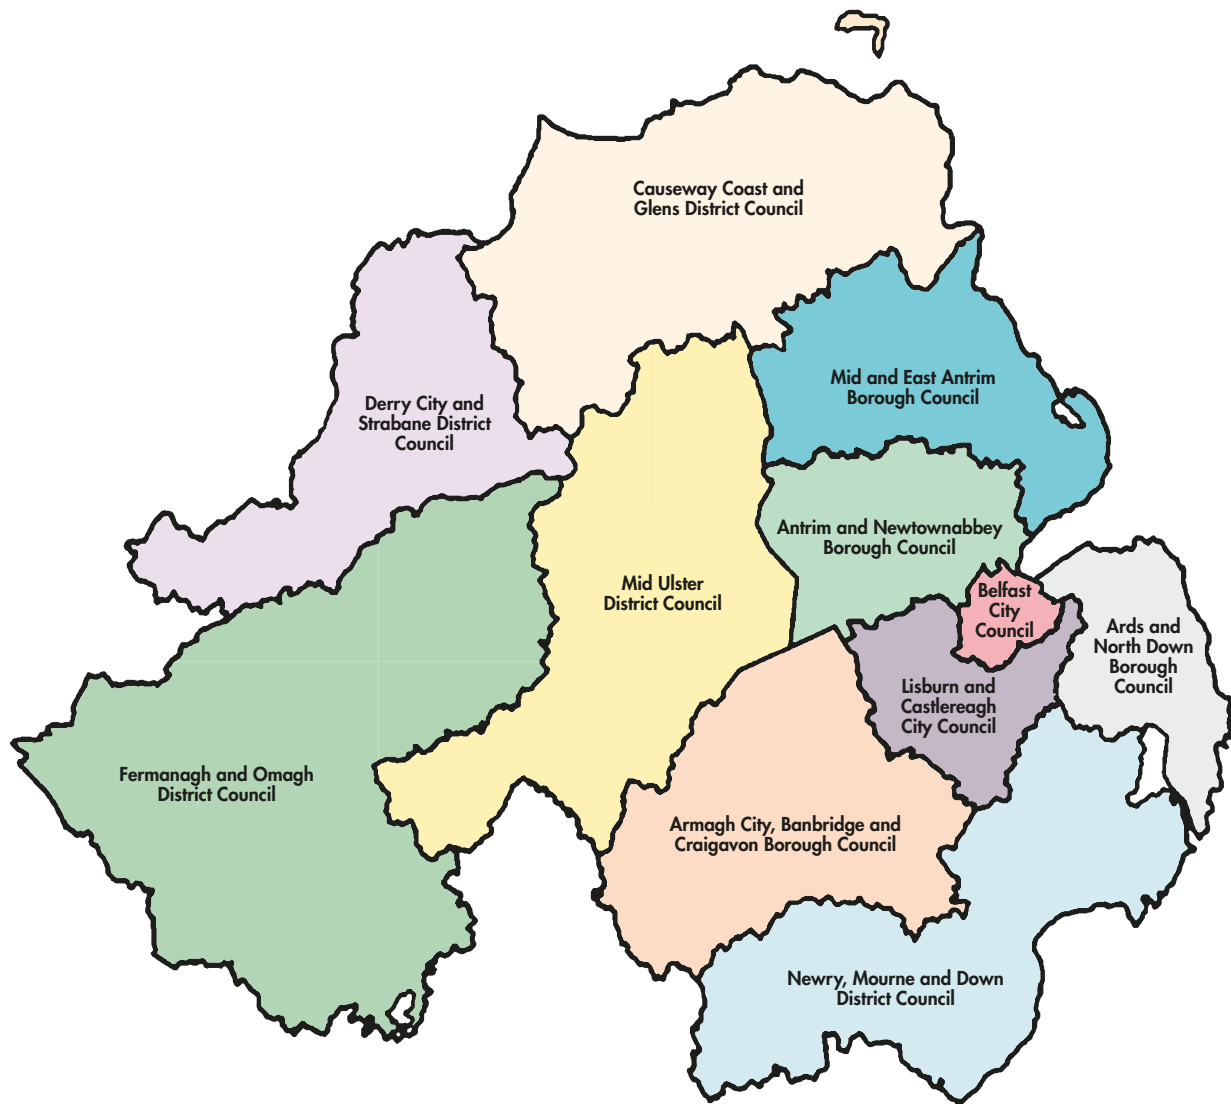 Causeway Coast and
Glens District Council
Mid and East Antrim
Borough Council
Derry City and
Strabane District
Council
Antrim and Newtownabbey
Borough Council
Mid Ulster
District Council
Belfast
City
Council
Ards and
North Down
Borough
Council
Lisburn and
Castlereagh
City Council
Fermanagh and Omagh
District Council
Armagh City, Banbridge and
Craigavon Borough Council
Newry, Mourne and Down
District Council